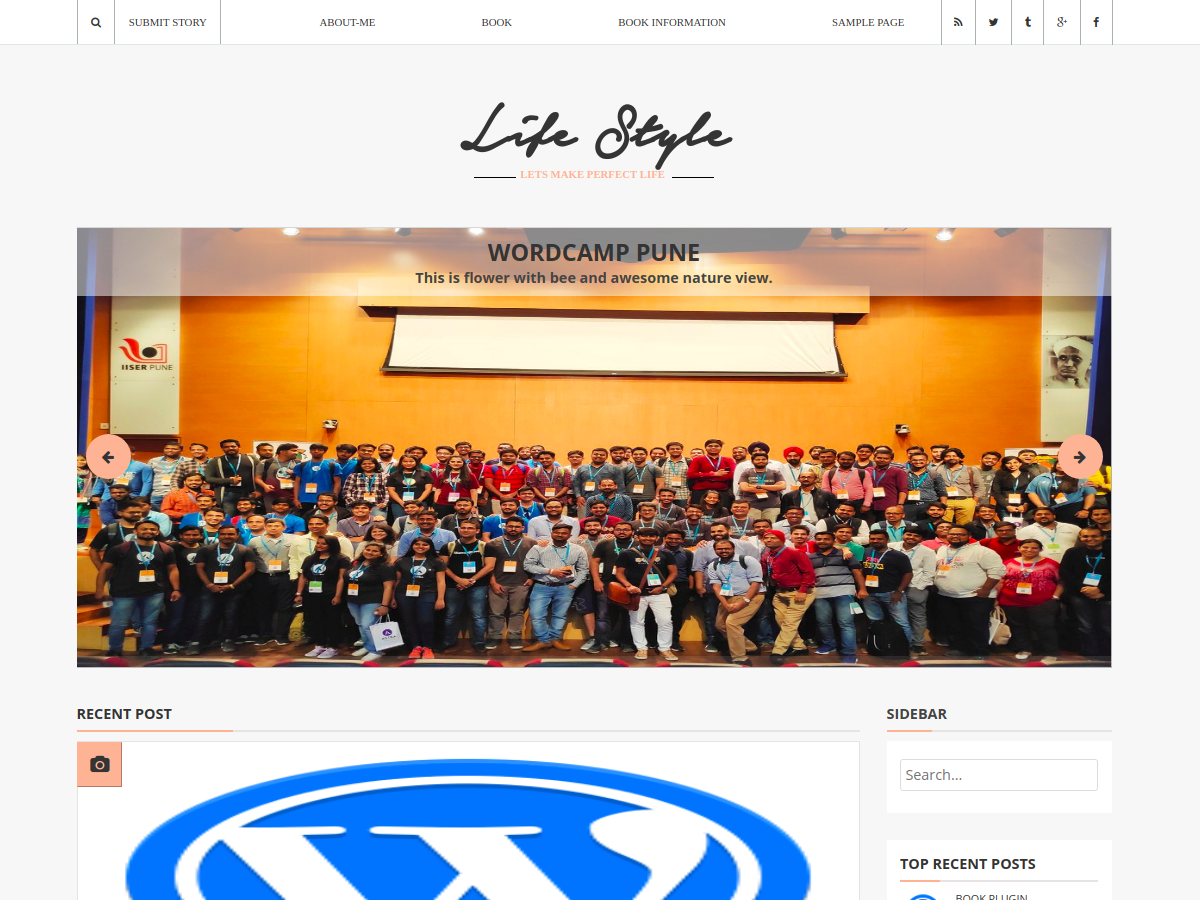 SUBMIT STORY
ABOUT-ME
BOOK
BOOK INFORMATION
SAMPLE PAGE
Life Style
LETS MAKE PERFECT LIFE
WORDCAMP PUNE
This is flower with bee and awesome nature view.
IISER PUNE
RECENT POST
SIDEBAR
Search...
TOP RECENT POSTS
BOOK PLUGIN